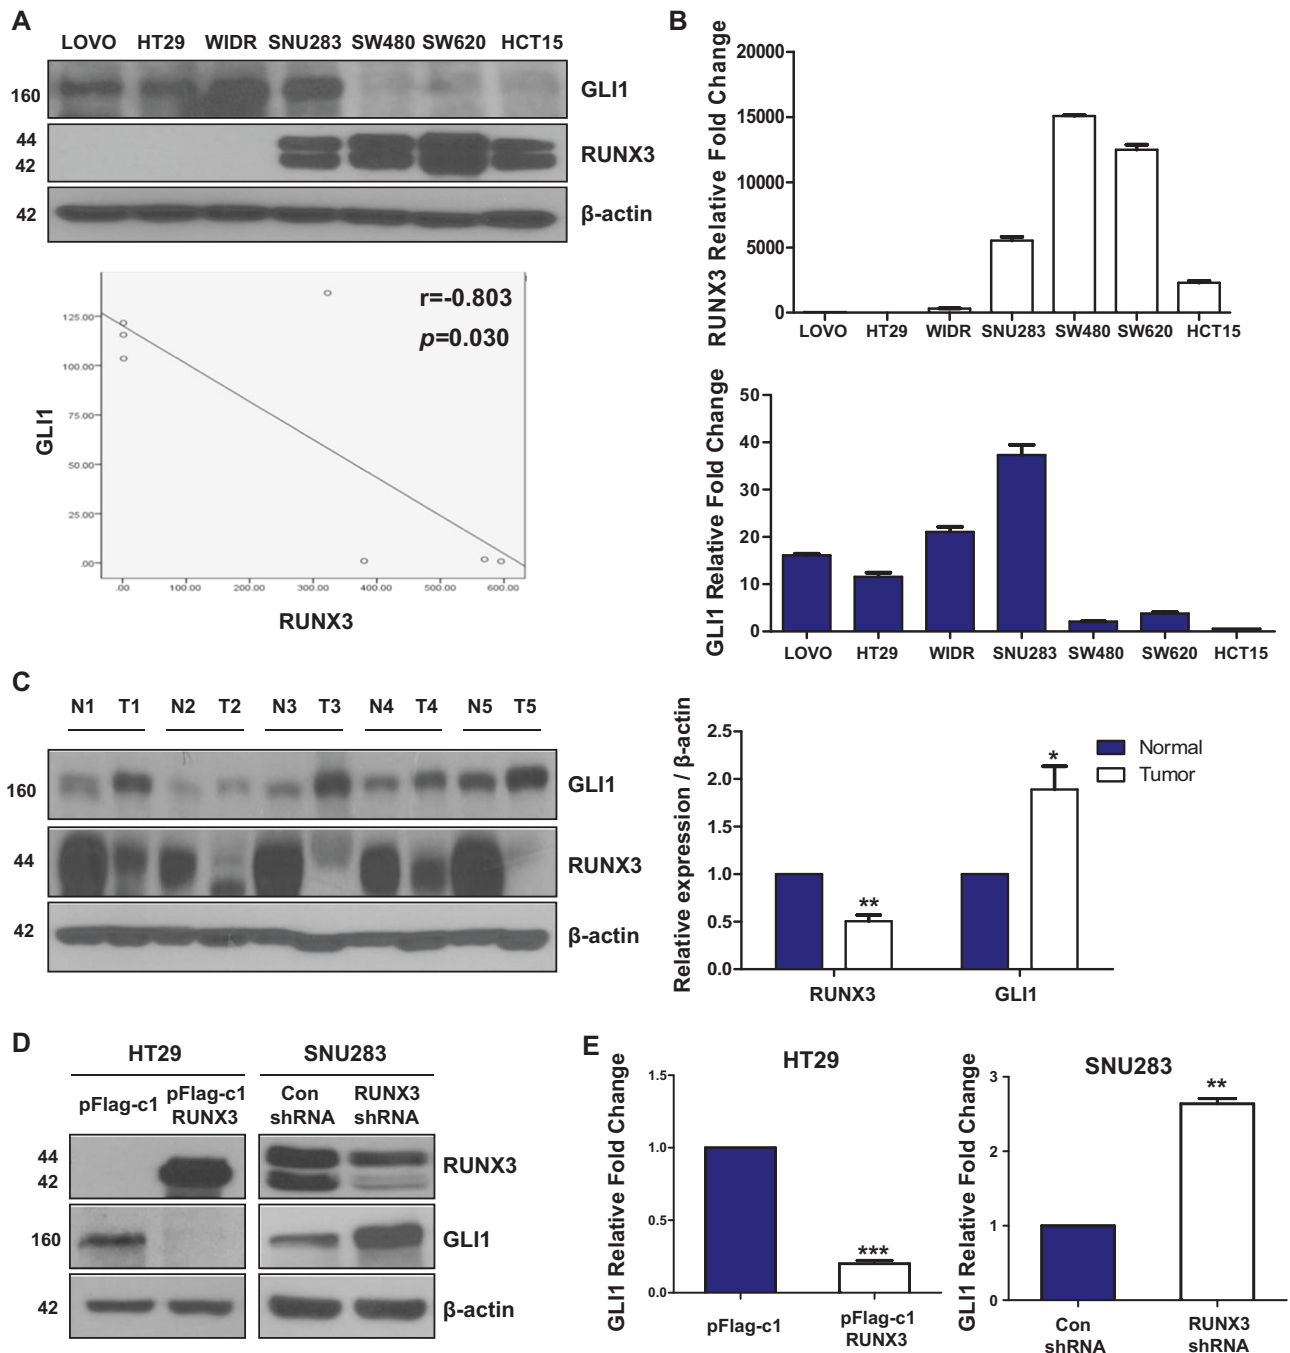 A
LOVO HT29 WIDR SNU283 SW480 SW620 HCT15
160 GLI1
44
42 RUNX3
42 β-actin
r=-0.803
p=0.030
125.00
100.00
75.00
50.00
25.00
.00
GLI1
.00 100.00 200.00 300.00 400.00 500.00 600.00
RUNX3
B
RUNX3 Relative Fold Change
20000
15000
10000
5000
0
LOVO HT29 WIDR SNU283 SW480 SW620 HCT15
GLI1 Relative Fold Change
50
40
30
20
10
0
LOVO HT29 WIDR SNU283 SW480 SW620 HCT15
C
N1 T1 N2 T2 N3 T3 N4 T4 N5 T5
160 GLI1
44 RUNX3
42 β-actin
Relative expression / β-actin
2.5
2.0
1.5
1.0
0.5
0.0
** *
Normal
Tumor
RUNX3 GLI1
D
HT29 SNU283
pFlag-c1
pFlag-c1
RUNX3
Con
shRNA
RUNX3
shRNA
44
42 RUNX3
160 GLI1
42 β-actin
E
HT29
GLI1 Relative Fold Change
1.5
1.0
0.5
0.0
***
pFlag-c1
pFlag-c1
RUNX3
SNU283
GLI1 Relative Fold Change
3
2
1
0
**
Con
shRNA
RUNX3
shRNA